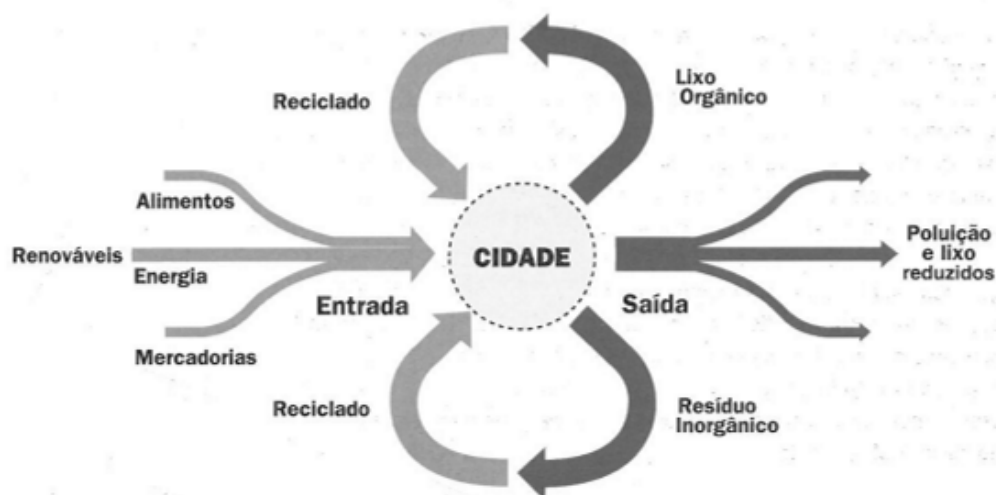 Reciclado
Lixo
Orgânico
Alimentos
Renováveis
Energia
Mercadorias
Entrada
CIDADE
Saída
Poluição
e lixo
reduzidos
Reciclado
Resíduo
Inorgânico